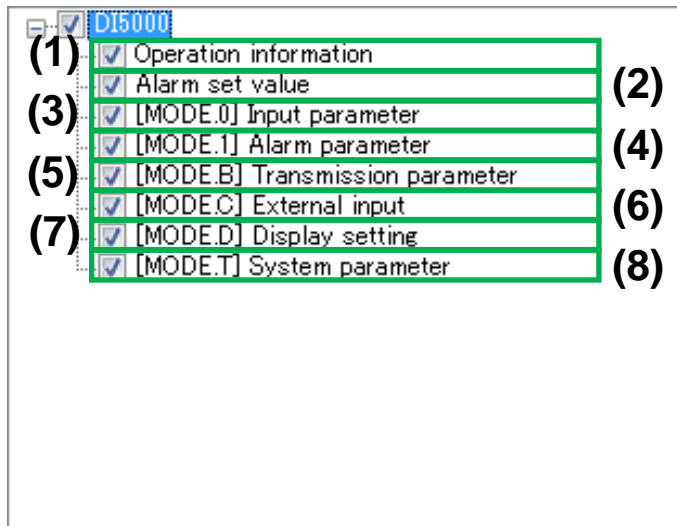 DI5000
(1) Operation information
Alarm set value (2)
(3) [MODE.0] Input parameter
[MODE.1] Alarm parameter (4)
(5) [MODE.B] Transmission parameter
[MODE.C] External input (6)
(7) [MODE.D] Display setting
[MODE.T] System parameter (8)